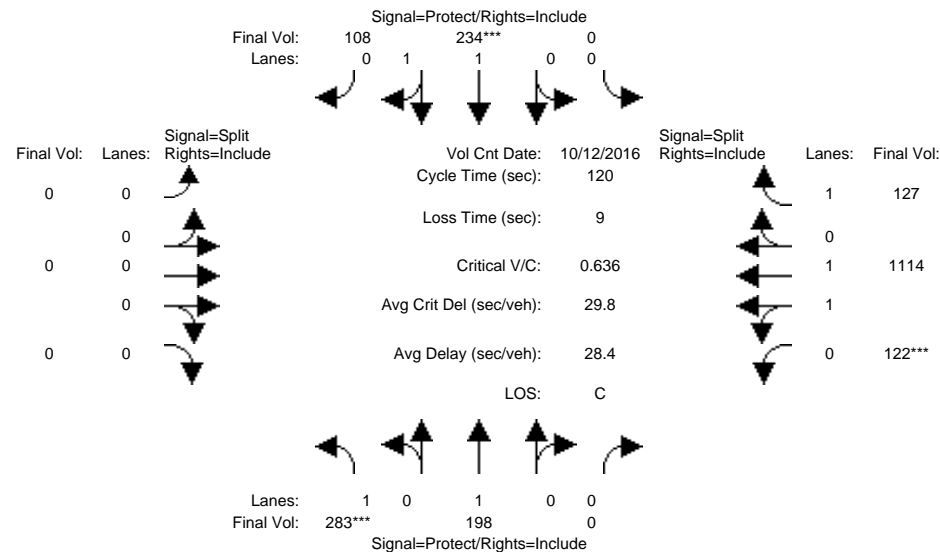 Signal=Protect/Rights=Include
Final Vol: 108 234*** 0
Lanes: 0 1 1 0 0
Signal=Split
Final Vol: Lanes: Rights=Include
Vol Cnt Date: 10/12/2016
Signal=Split
Rights=Include Lanes: Final Vol:
Cycle Time (sec): 120
0 0 1 127
Loss Time (sec): 9
0 0
0 0 Critical V/C: 0.636 1 1114
0 Avg Crit Del (sec/veh): 29.8 1
0 0 Avg Delay (sec/veh): 28.4 0 122***
LOS: C
Lanes: 1 0 1 0 0
Final Vol: 283*** 198 0
Signal=Protect/Rights=Include